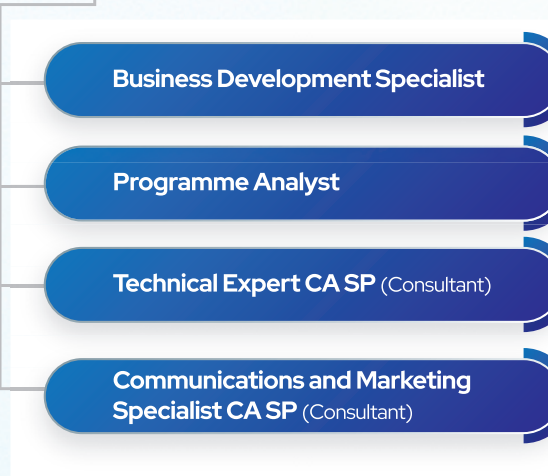 Business Development Specialist
Programme Analyst
Technical Expert CA SP (Consultant)
Communications and Marketing
Specialist CA SP (Consultant)